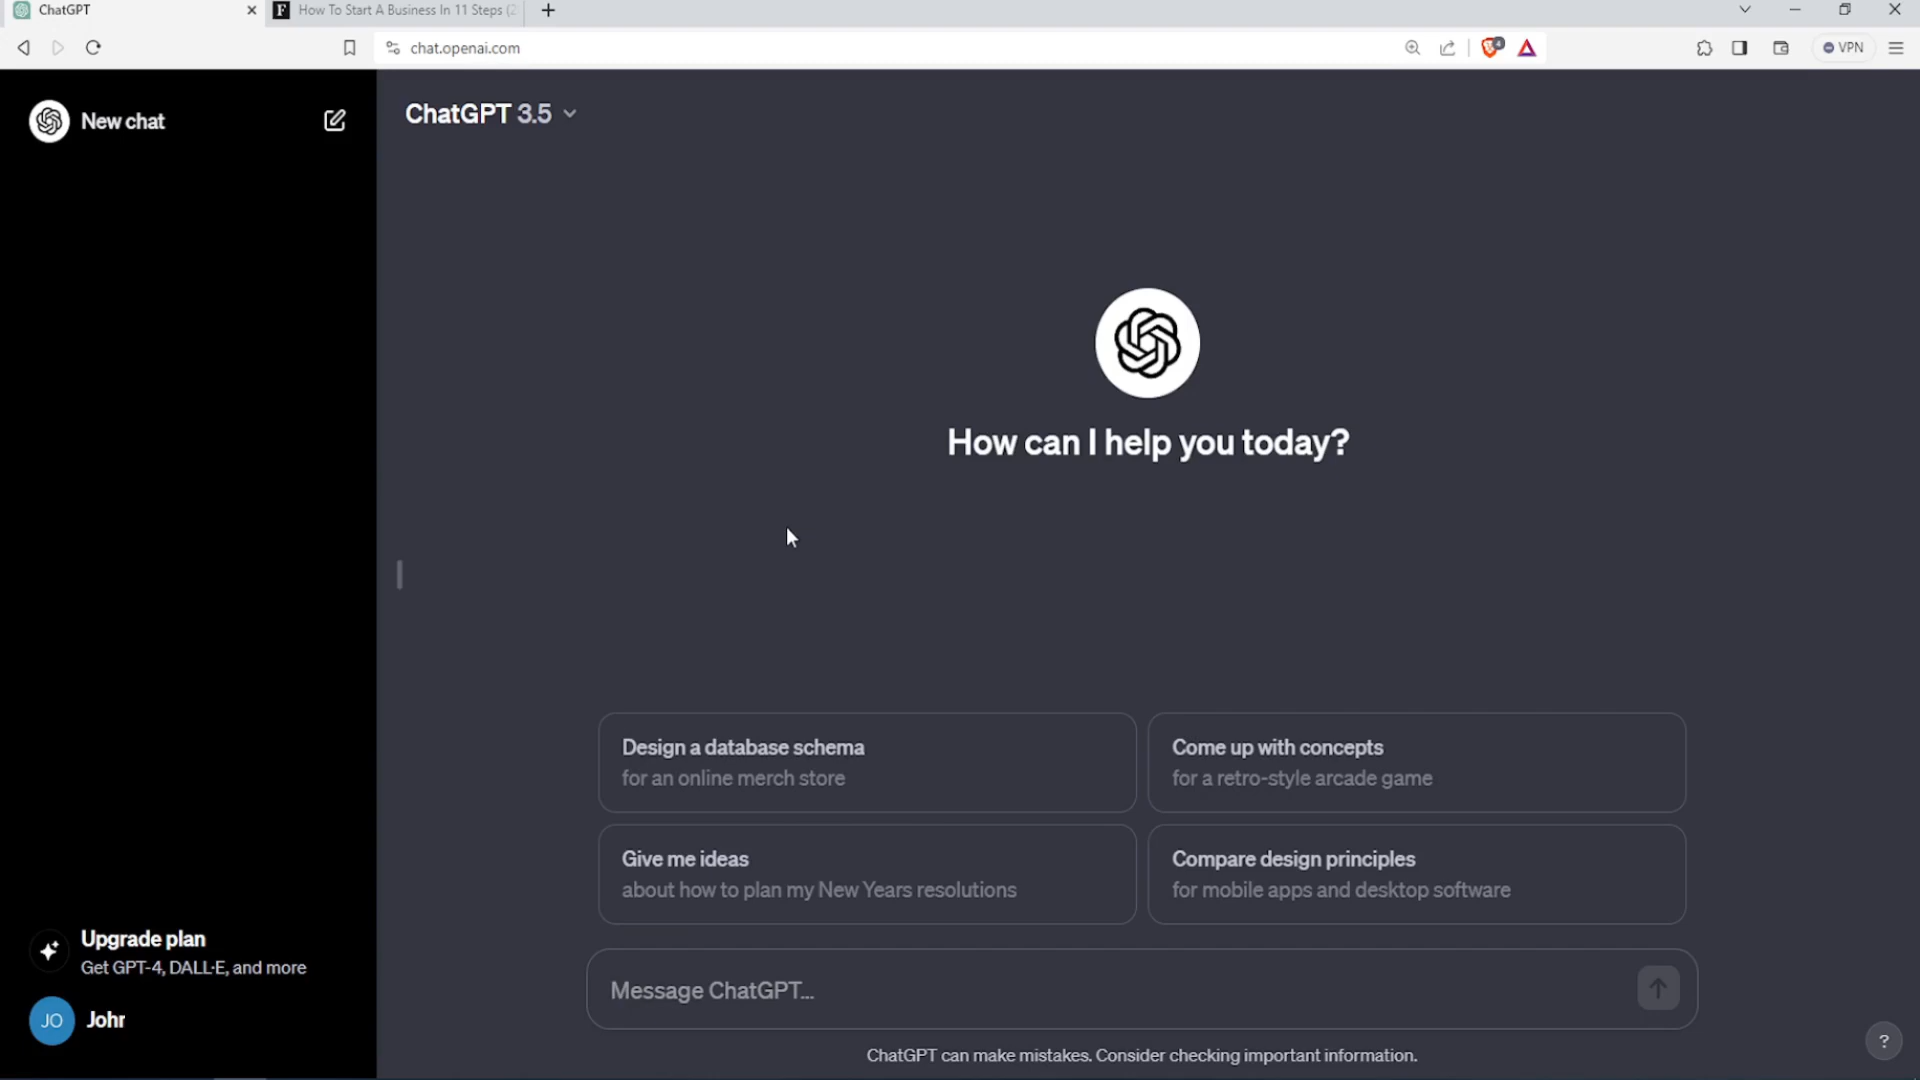 ChatGPT
How To Start A Business In 11 Steps (2
chat.openai.com
4
VPN
New chat
ChatGPT 3.5
How can I help you today?
Design a database schema
for an online merch store
Come up with concepts
for a retro-style arcade game
Give me ideas
about how to plan my New Years resolutions
Compare design principles
for mobile apps and desktop software
Upgrade plan
Get GPT-4, DALL·E, and more
JO
Johr
Message ChatGPT...
ChatGPT can make mistakes. Consider checking important information.
?